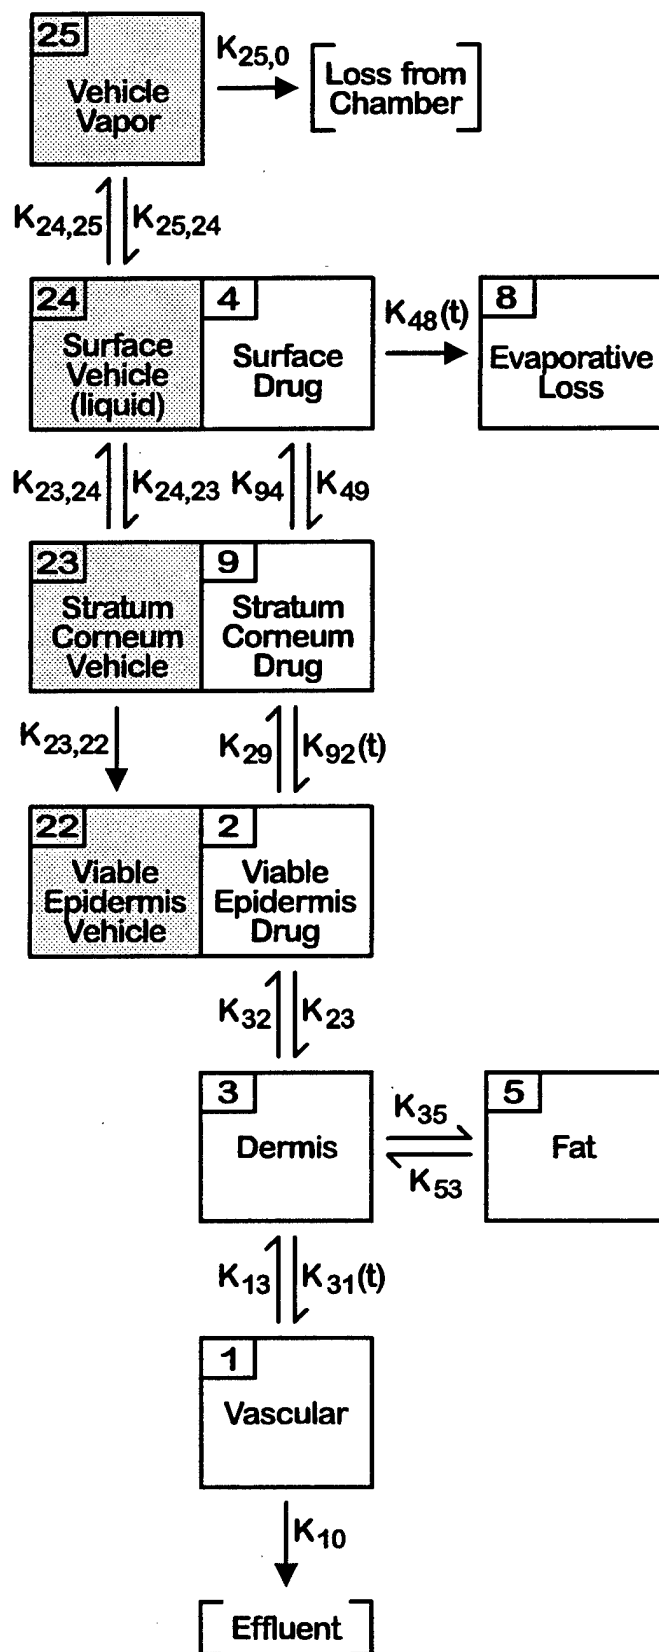 25
Vehicle
Vapor
K25,0
Loss from
Chamber
K24,25
K25,24
24
Surface
Vehicle
(liquid)
4
Surface
Drug
K48(t)
8
Evaporative
Loss
K23,24
K24,23
K94
K49
23
Stratum
Corneum
Vehicle
9
Stratum
Corneum
Drug
K23,22
K29
K92(t)
22
Viable
Epidermis
Vehicle
2
Viable
Epidermis
Drug
K32
K23
3
Dermis
K35
K53
5
Fat
K13
K31(t)
1
Vascular
K10
Effluent